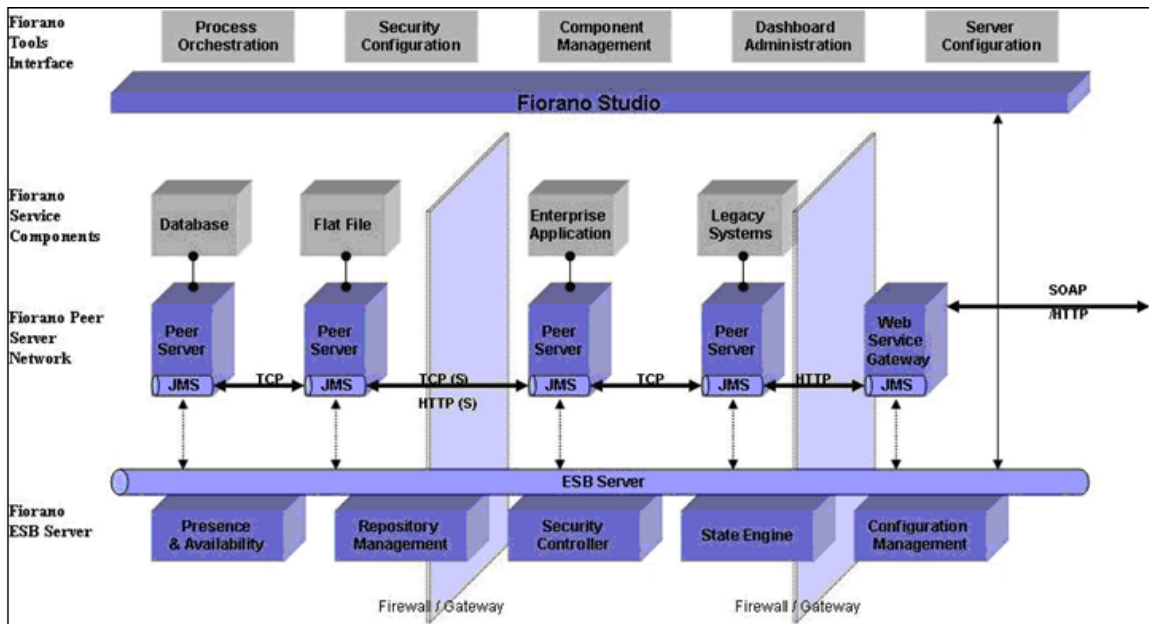 Fiorano
Tools
Interface
Process
Orchestration
Security
Configuration
Component
Management
Dashboard
Administration
Server
Configuration
Fiorano Studio
Fiorano
Service
Components
Database
Flat File
Enterprise
Application
Legacy
Systems
Fiorano Peer
Server
Network
Peer
Server
JMS
Peer
Server
JMS
Peer
Server
JMS
Peer
Server
JMS
Web
Service
Gateway
JMS
TCP
TCP (S)
HTTP (S)
TCP
HTTP
SOAP
/HTTP
ESB Server
Fiorano
ESB Server
Presence
& Availability
Repository
Management
Security
Controller
State Engine
Configuration
Management
Firewall / Gateway
Firewall / Gateway